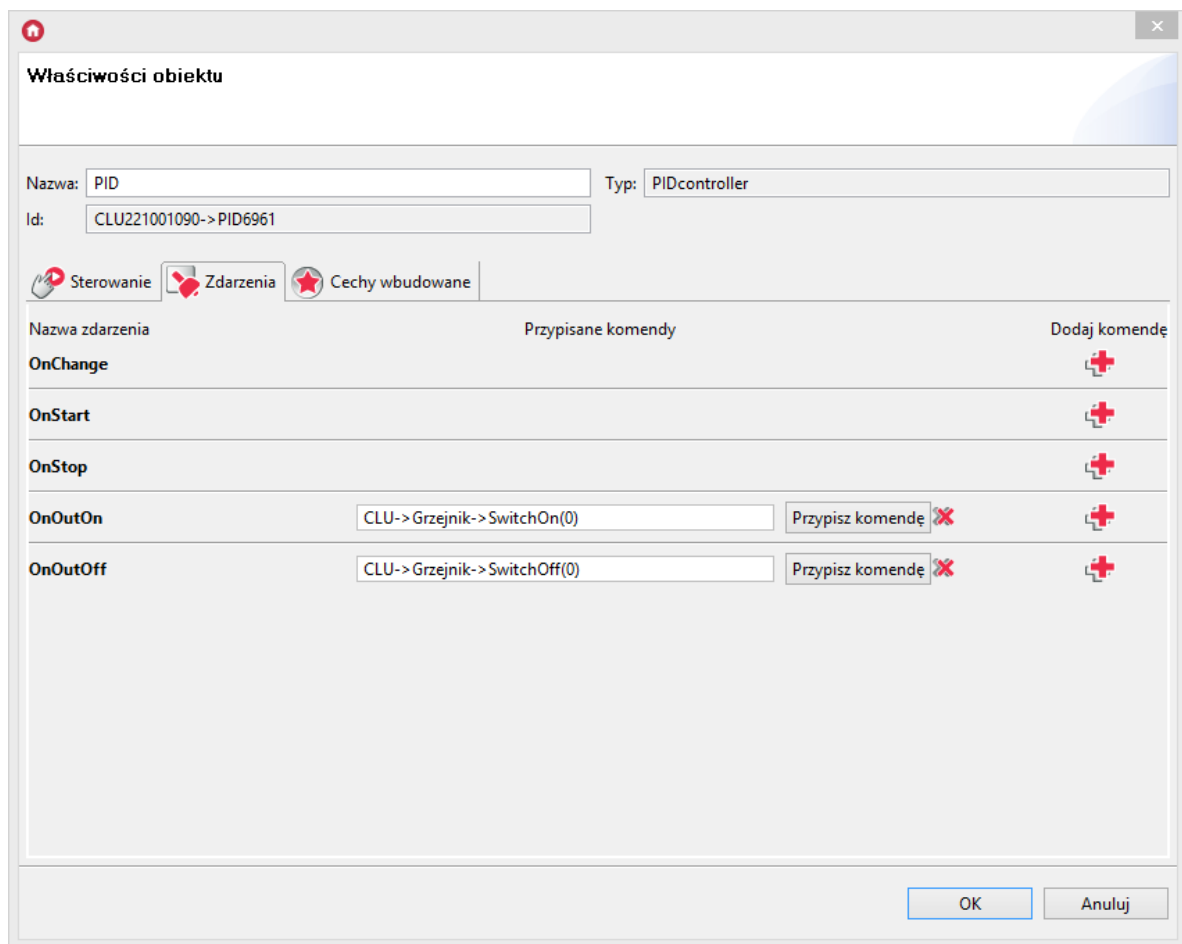 Właściwości obiektu
Nazwa: PID Typ: PIDcontroller
Id: CLU221001090->PID6961
Sterowanie Zdarzenia Cechy wbudowane
Nazwa zdarzenia Przypisane komendy Dodaj komendę
OnChange
OnStart
OnStop
OnOutOn CLU->Grzejnik->SwitchOn(0) Przypisz komendę
OnOutOff CLU->Grzejnik->SwitchOff(0) Przypisz komendę
OK Anuluj